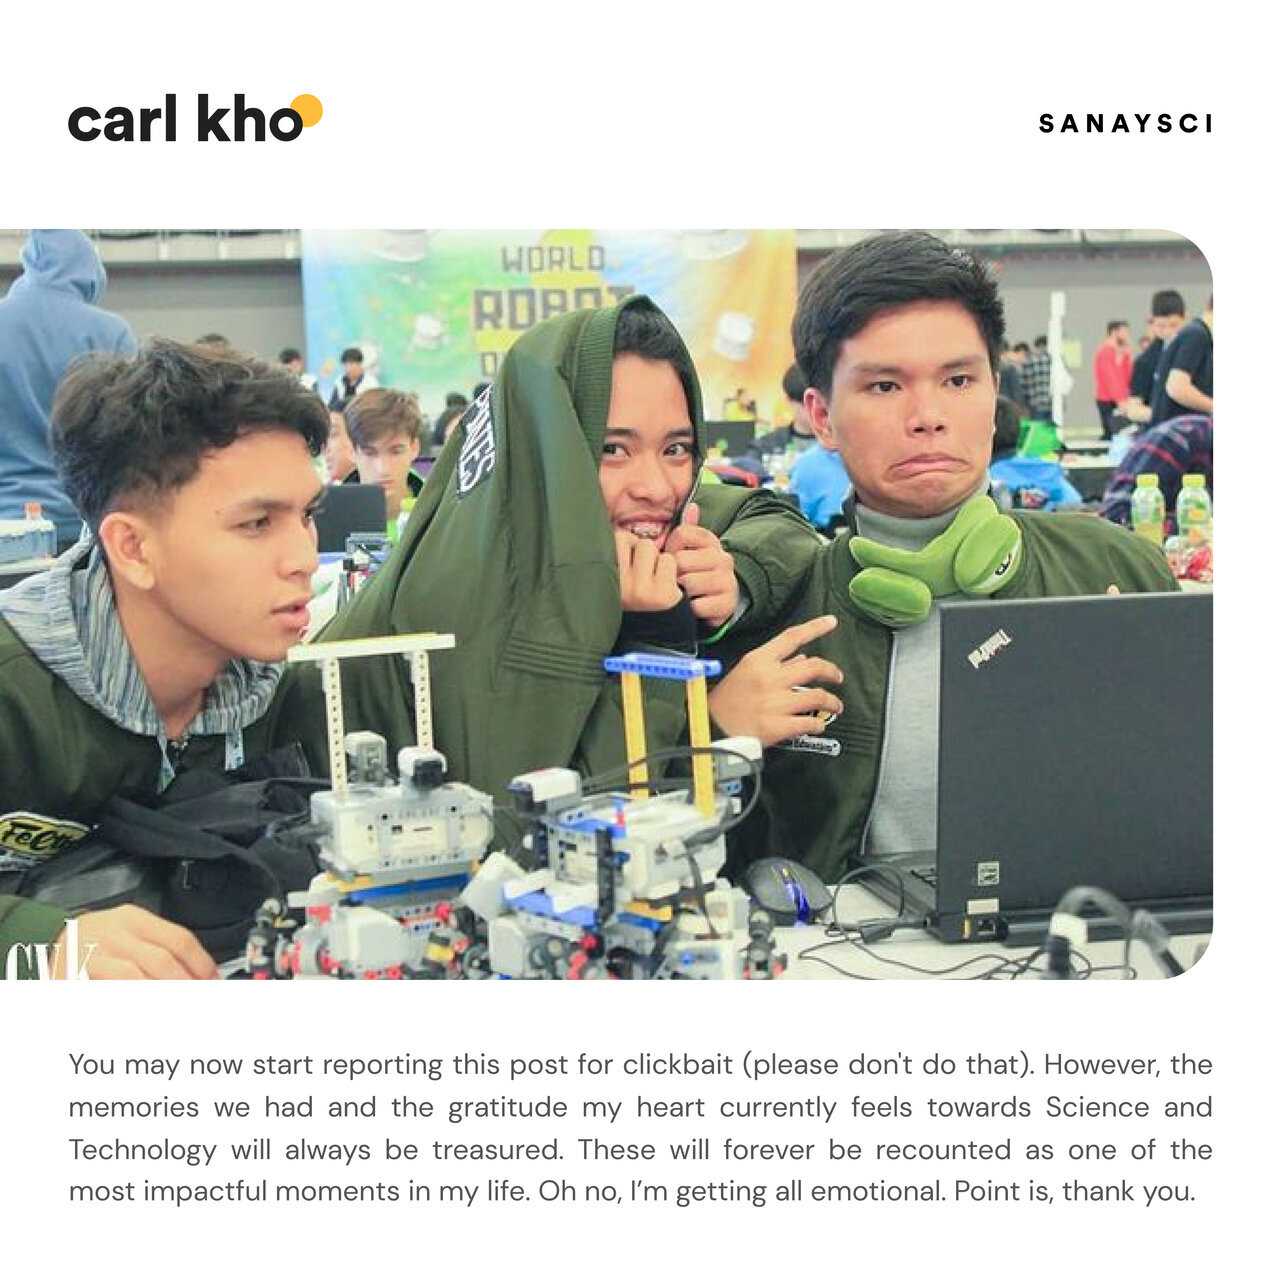 carl kho
SANAYSCI
WORLD
ROBOT
ThinkPad
cvk
You may now start reporting this post for clickbait (please don't do that). However, the
memories we had and the gratitude my heart currently feels towards Science and
Technology will always be treasured. These will forever be recounted as one of the
most impactful moments in my life. Oh no, I’m getting all emotional. Point is, thank you.